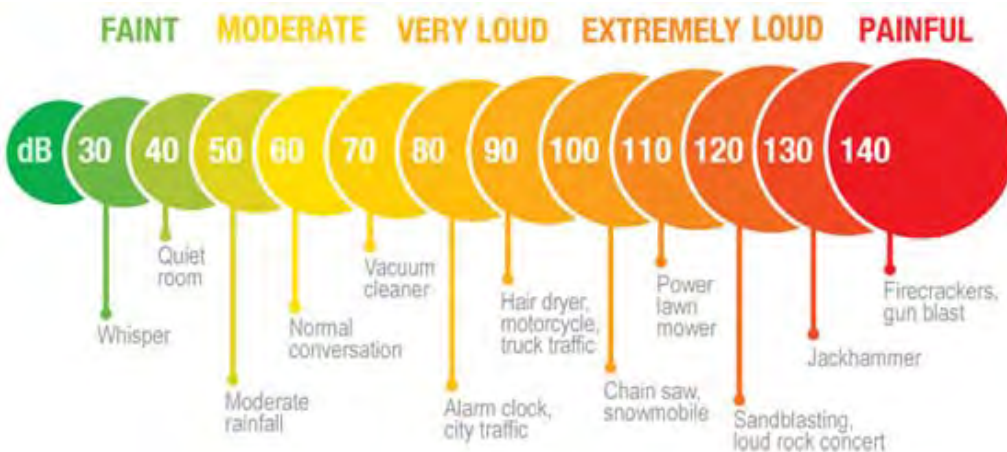 FAINT MODERATE VERY LOUD EXTREMELY LOUD PAINFUL
dB 30 40 50 60 70 80 90 100 110 120 130 140
Whisper
Quiet
room
Moderate
rainfall
Normal
conversation
Vacuum
cleaner
Alarm clock,
city traffic
Hair dryer,
motorcycle,
truck traffic
Chain saw,
snowmobile
Power
lawn
mower
Sandblasting,
loud rock concert
Jackhammer
Firecrackers,
gun blast